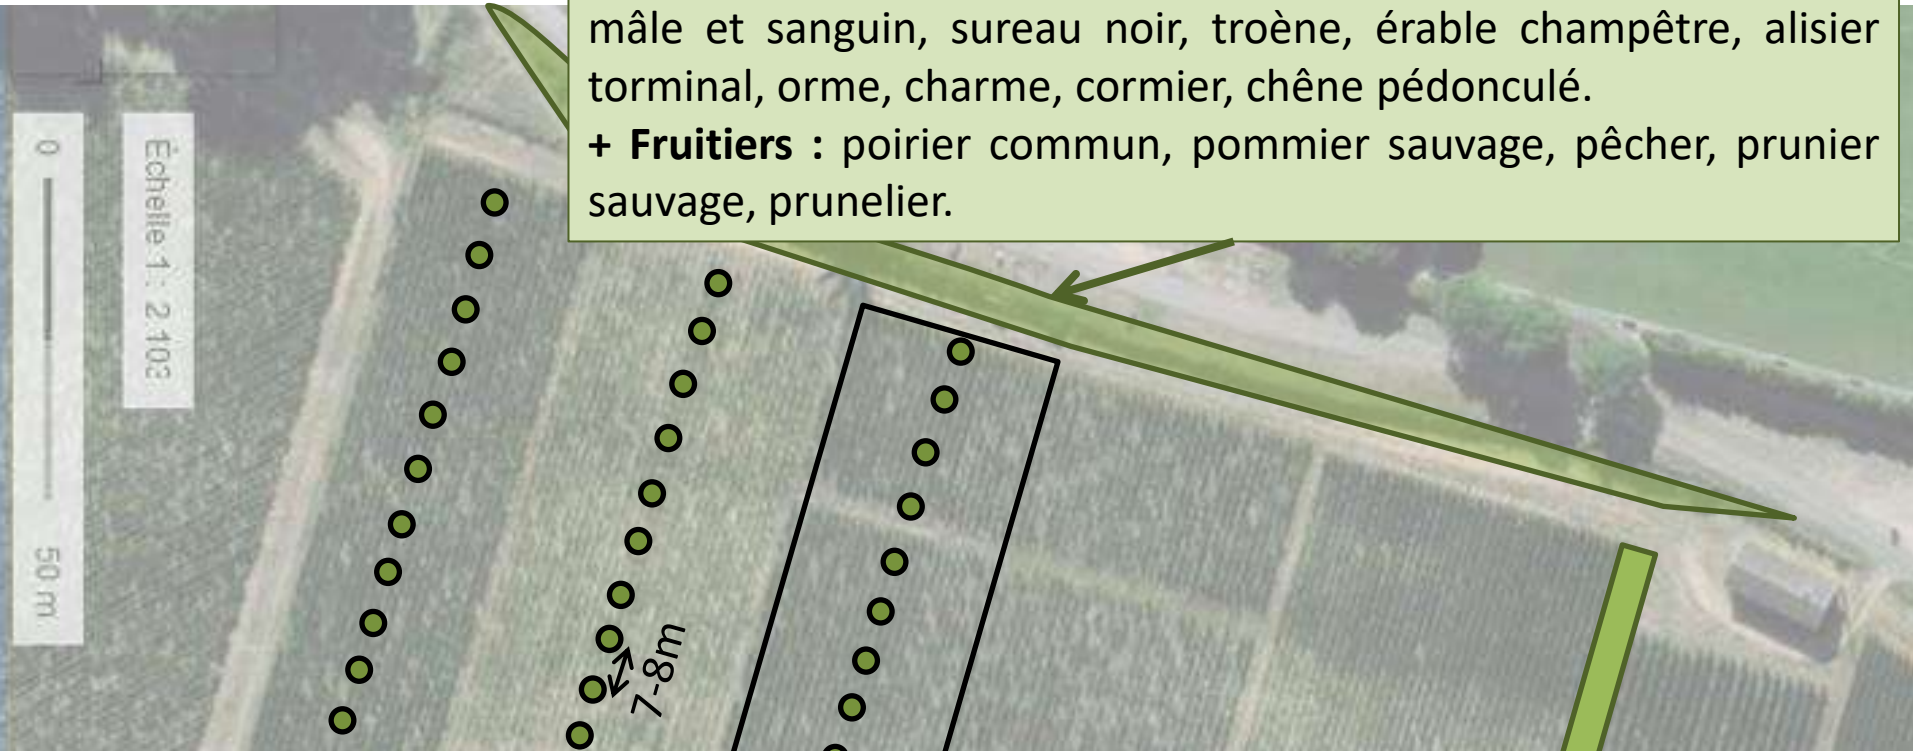 mâle et sanguin, sureau noir, troène, érable champêtre, alisier
torminal, orme, charme, cormier, chêne pédonculé.
+ Fruitiers : poirier commun, pommier sauvage, pêcher, prunier
sauvage, prunelier.
0
50 m
Echelle 1 : 2 103
7-8m